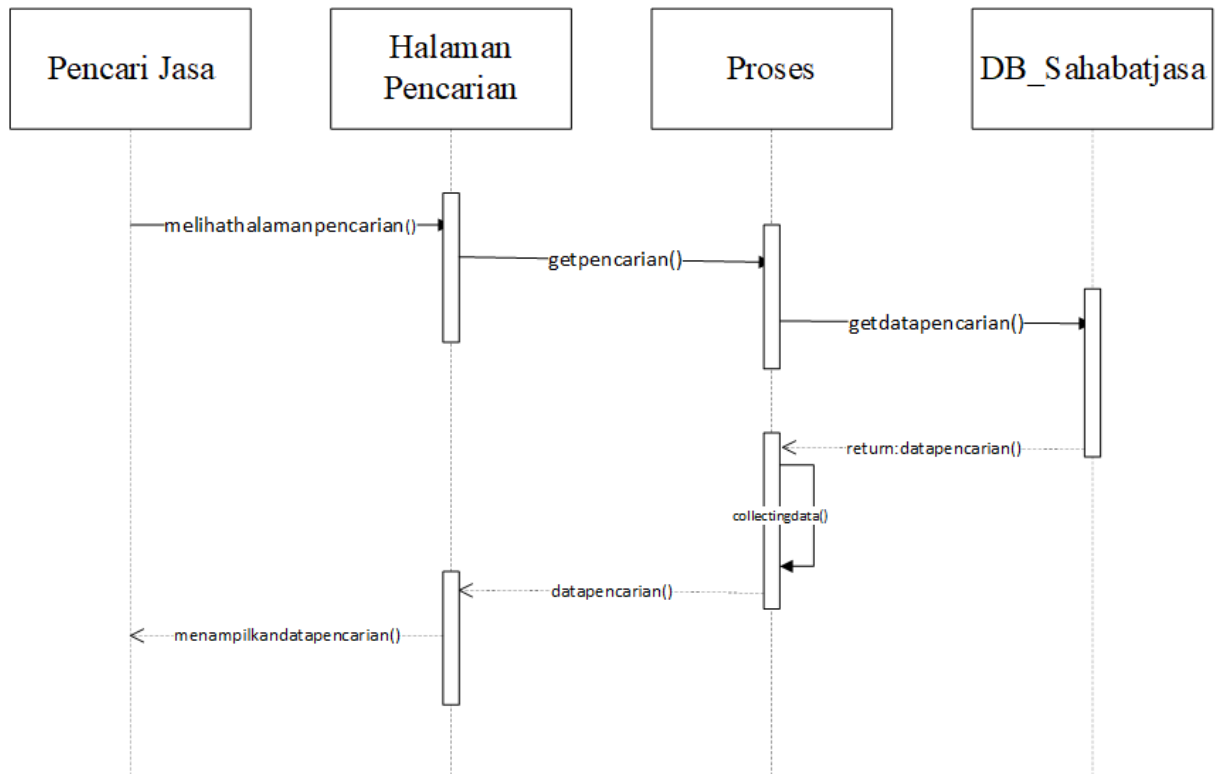 Pencari Jasa
Halaman
Pencarian
Proses
DB_Sahabatjasa
melihathalamanpencarian()
getpencarian()
getdatapencarian()
return:datapencarian()
collectingdata()
datapencarian()
menampilkandatapencarian()